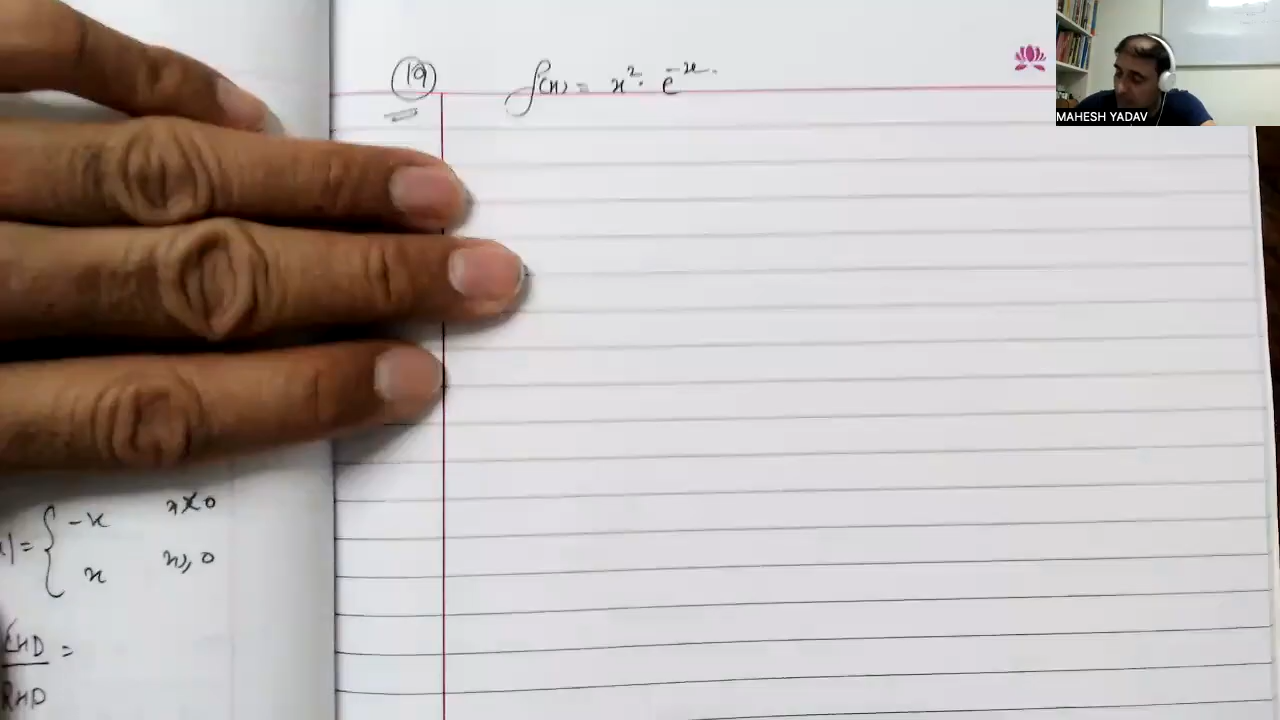 19 f(x) = x². e⁻ˣ.
MAHESH YADAV
x| = { -x x<0
x x≥0
LHD =
RHD